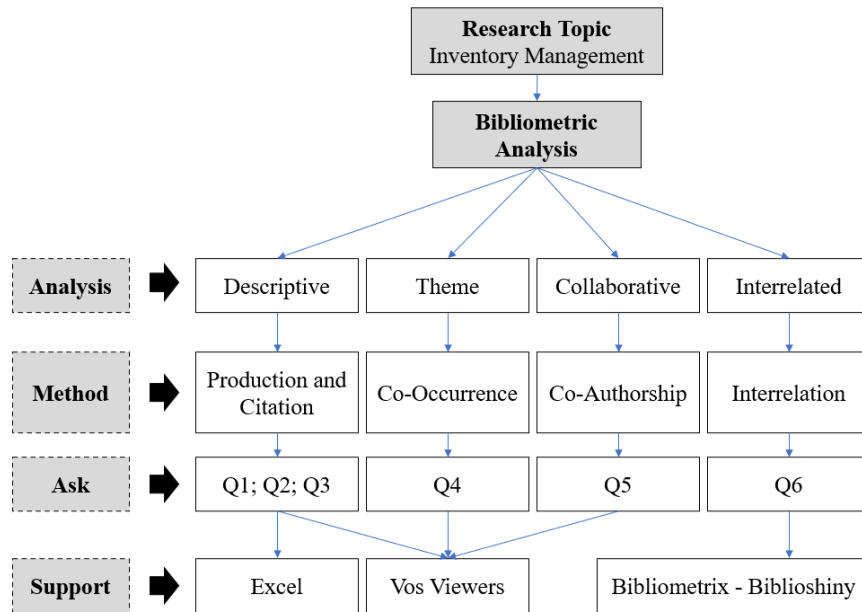 Research Topic
Inventory Management
Bibliometric
Analysis
Analysis
Descriptive
Theme
Collaborative
Interrelated
Method
Production and
Citation
Co-Occurrence
Co-Authorship
Interrelation
Ask
Q1; Q2; Q3
Q4
Q5
Q6
Support
Excel
Vos Viewers
Bibliometrix - Biblioshiny